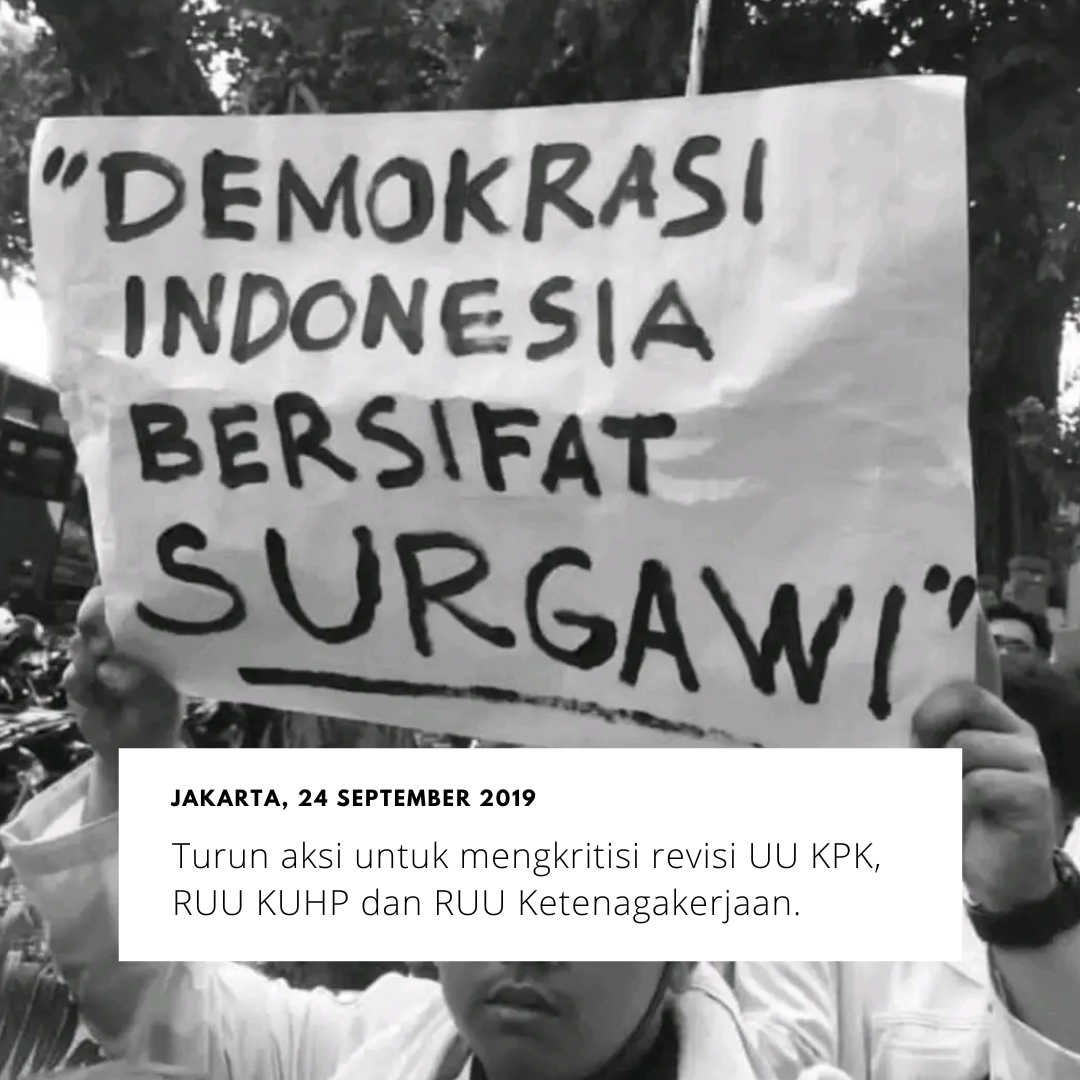 "DEMOKRASI
INDONESIA
BERSIFAT
SURGAWI"
JAKARTA, 24 SEPTEMBER 2019
Turun aksi untuk mengkritisi revisi UU KPK,
RUU KUHP dan RUU Ketenagakerjaan.